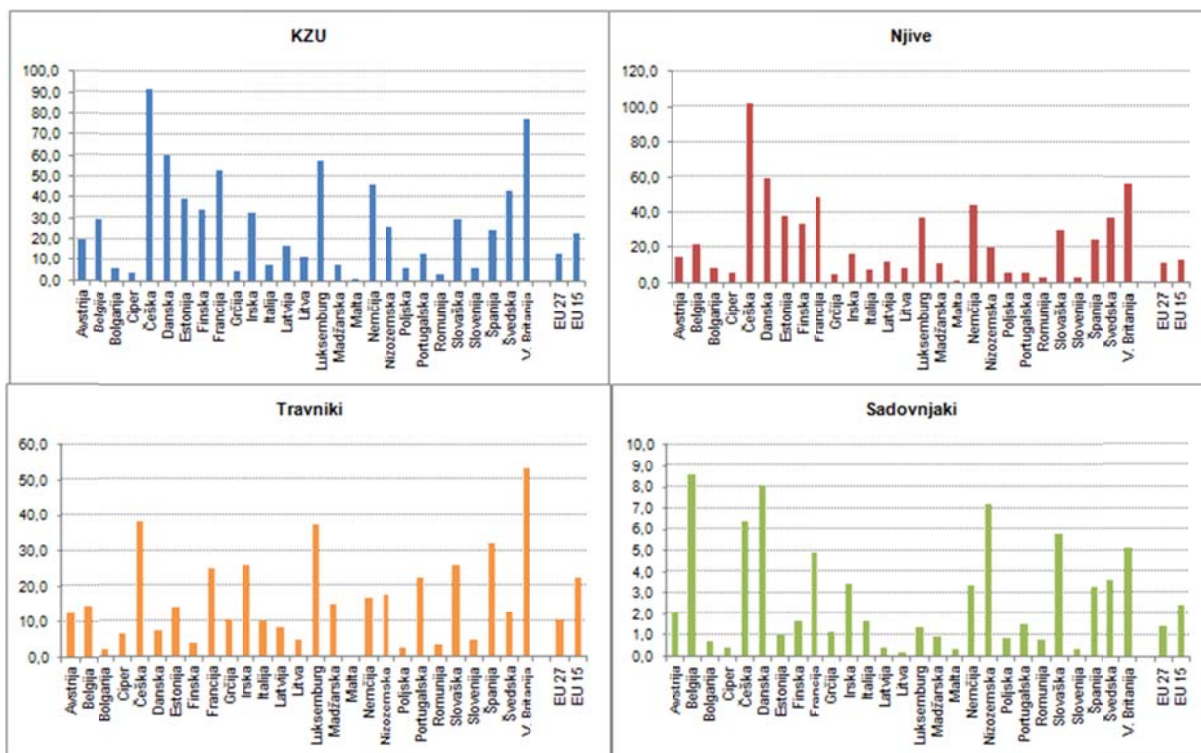 KZU
100,0
90,0
80,0
70,0
60,0
50,0
40,0
30,0
20,0
10,0
0,0
Avstrija
Belgija
Bolgarija
Ciper
Češka
Danska
Estonija
Finska
Francija
Grčija
Irska
Italija
Latvija
Litva
Luksemburg
Madžarska
Malta
Nemčija
Nizozemska
Poljska
Portugalska
Romunija
Slovaška
Slovenija
Španija
Švedska
V. Britanija
EU 27
EU 15
Njive
120,0
100,0
80,0
60,0
40,0
20,0
0,0
Avstrija
Belgija
Bolgarija
Ciper
Češka
Danska
Estonija
Finska
Francija
Grčija
Irska
Italija
Latvija
Litva
Luksemburg
Madžarska
Malta
Nemčija
Nizozemska
Poljska
Portugalska
Romunija
Slovaška
Slovenija
Španija
Švedska
V. Britanija
EU 27
EU 15
Travniki
60,0
50,0
40,0
30,0
20,0
10,0
0,0
Avstrija
Belgija
Bolgarija
Ciper
Češka
Danska
Estonija
Finska
Francija
Grčija
Irska
Italija
Latvija
Litva
Luksemburg
Madžarska
Malta
Nemčija
Nizozemska
Poljska
Portugalska
Romunija
Slovaška
Slovenija
Španija
Švedska
V. Britanija
EU 27
EU 15
Sadovnjaki
10,0
9,0
8,0
7,0
6,0
5,0
4,0
3,0
2,0
1,0
0,0
Avstrija
Belgija
Bolgarija
Ciper
Češka
Danska
Estonija
Finska
Francija
Grčija
Irska
Italija
Latvija
Litva
Luksemburg
Madžarska
Malta
Nemčija
Nizozemska
Poljska
Portugalska
Romunija
Slovaška
Slovenija
Španija
Švedska
V. Britanija
EU 27
EU 15